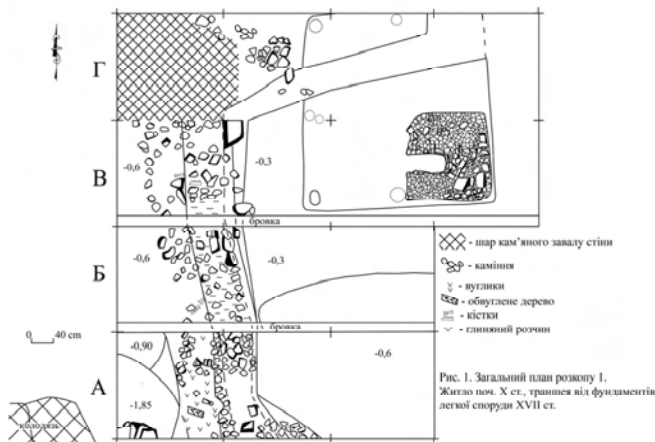 Г
-0,6
-0,3
В
бровка
-0,6
-0,3
Б
бровка
0 40 cm
-0,90
-0,6
А
-1,85
колодязь
- шар кам'яного завалу стіни
- каміння
- вуглики
- обвуглене дерево
- кістки
- глиняний розчин
Рис. 1. Загальний план розкопу 1.
Житло поч. X ст., траншея від фундаментів
легкої споруди XVII ст.